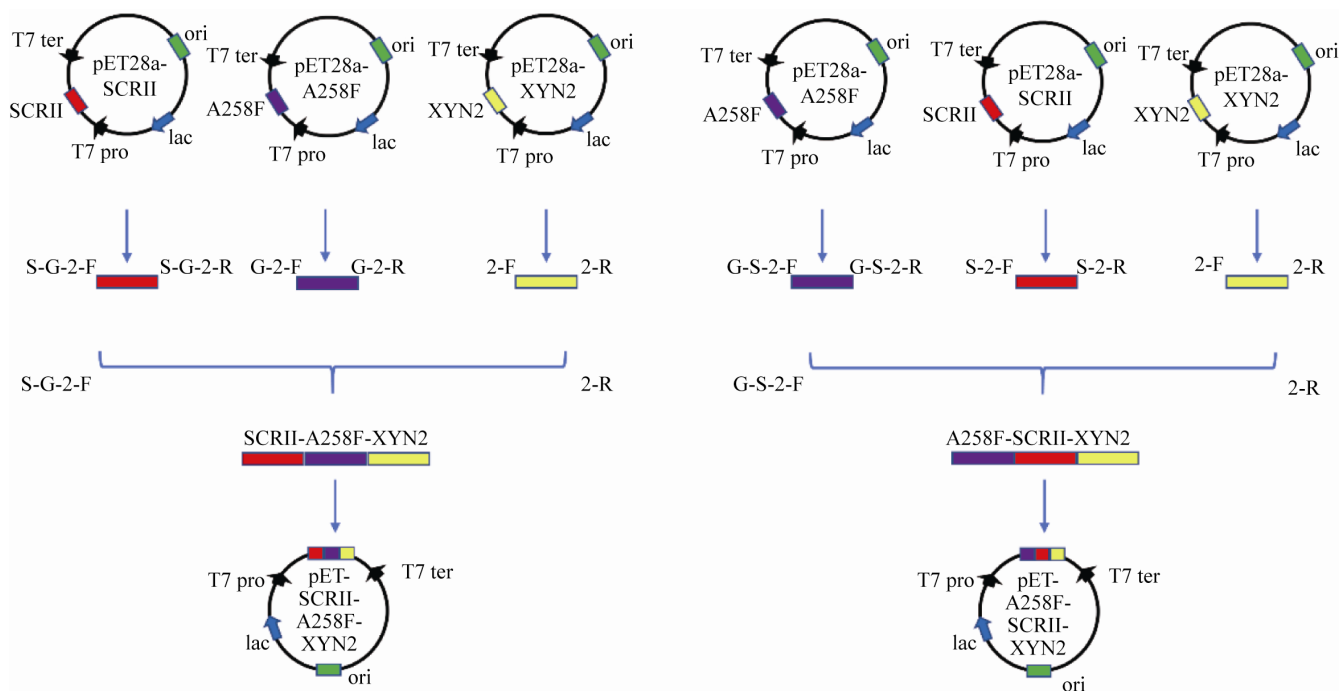 T7 ter
ori
pET28a-
SCRII
SCRII
T7 pro
lac
T7 ter
ori
pET28a-
A258F
A258F
T7 pro
lac
T7 ter
ori
pET28a-
XYN2
XYN2
T7 pro
lac
T7 ter
ori
pET28a-
A258F
A258F
T7 pro
lac
T7 ter
ori
pET28a-
SCRII
SCRII
T7 pro
lac
T7 ter
ori
pET28a-
XYN2
XYN2
T7 pro
lac
S-G-2-F
S-G-2-R
G-2-F
G-2-R
2-F
2-R
G-S-2-F
G-S-2-R
S-2-F
S-2-R
2-F
2-R
S-G-2-F
2-R
G-S-2-F
2-R
SCRII-A258F-XYN2
A258F-SCRII-XYN2
T7 pro
T7 ter
pET-
SCRII-
A258F-
XYN2
lac
ori
T7 pro
T7 ter
pET-
A258F-
SCRII-
XYN2
lac
ori